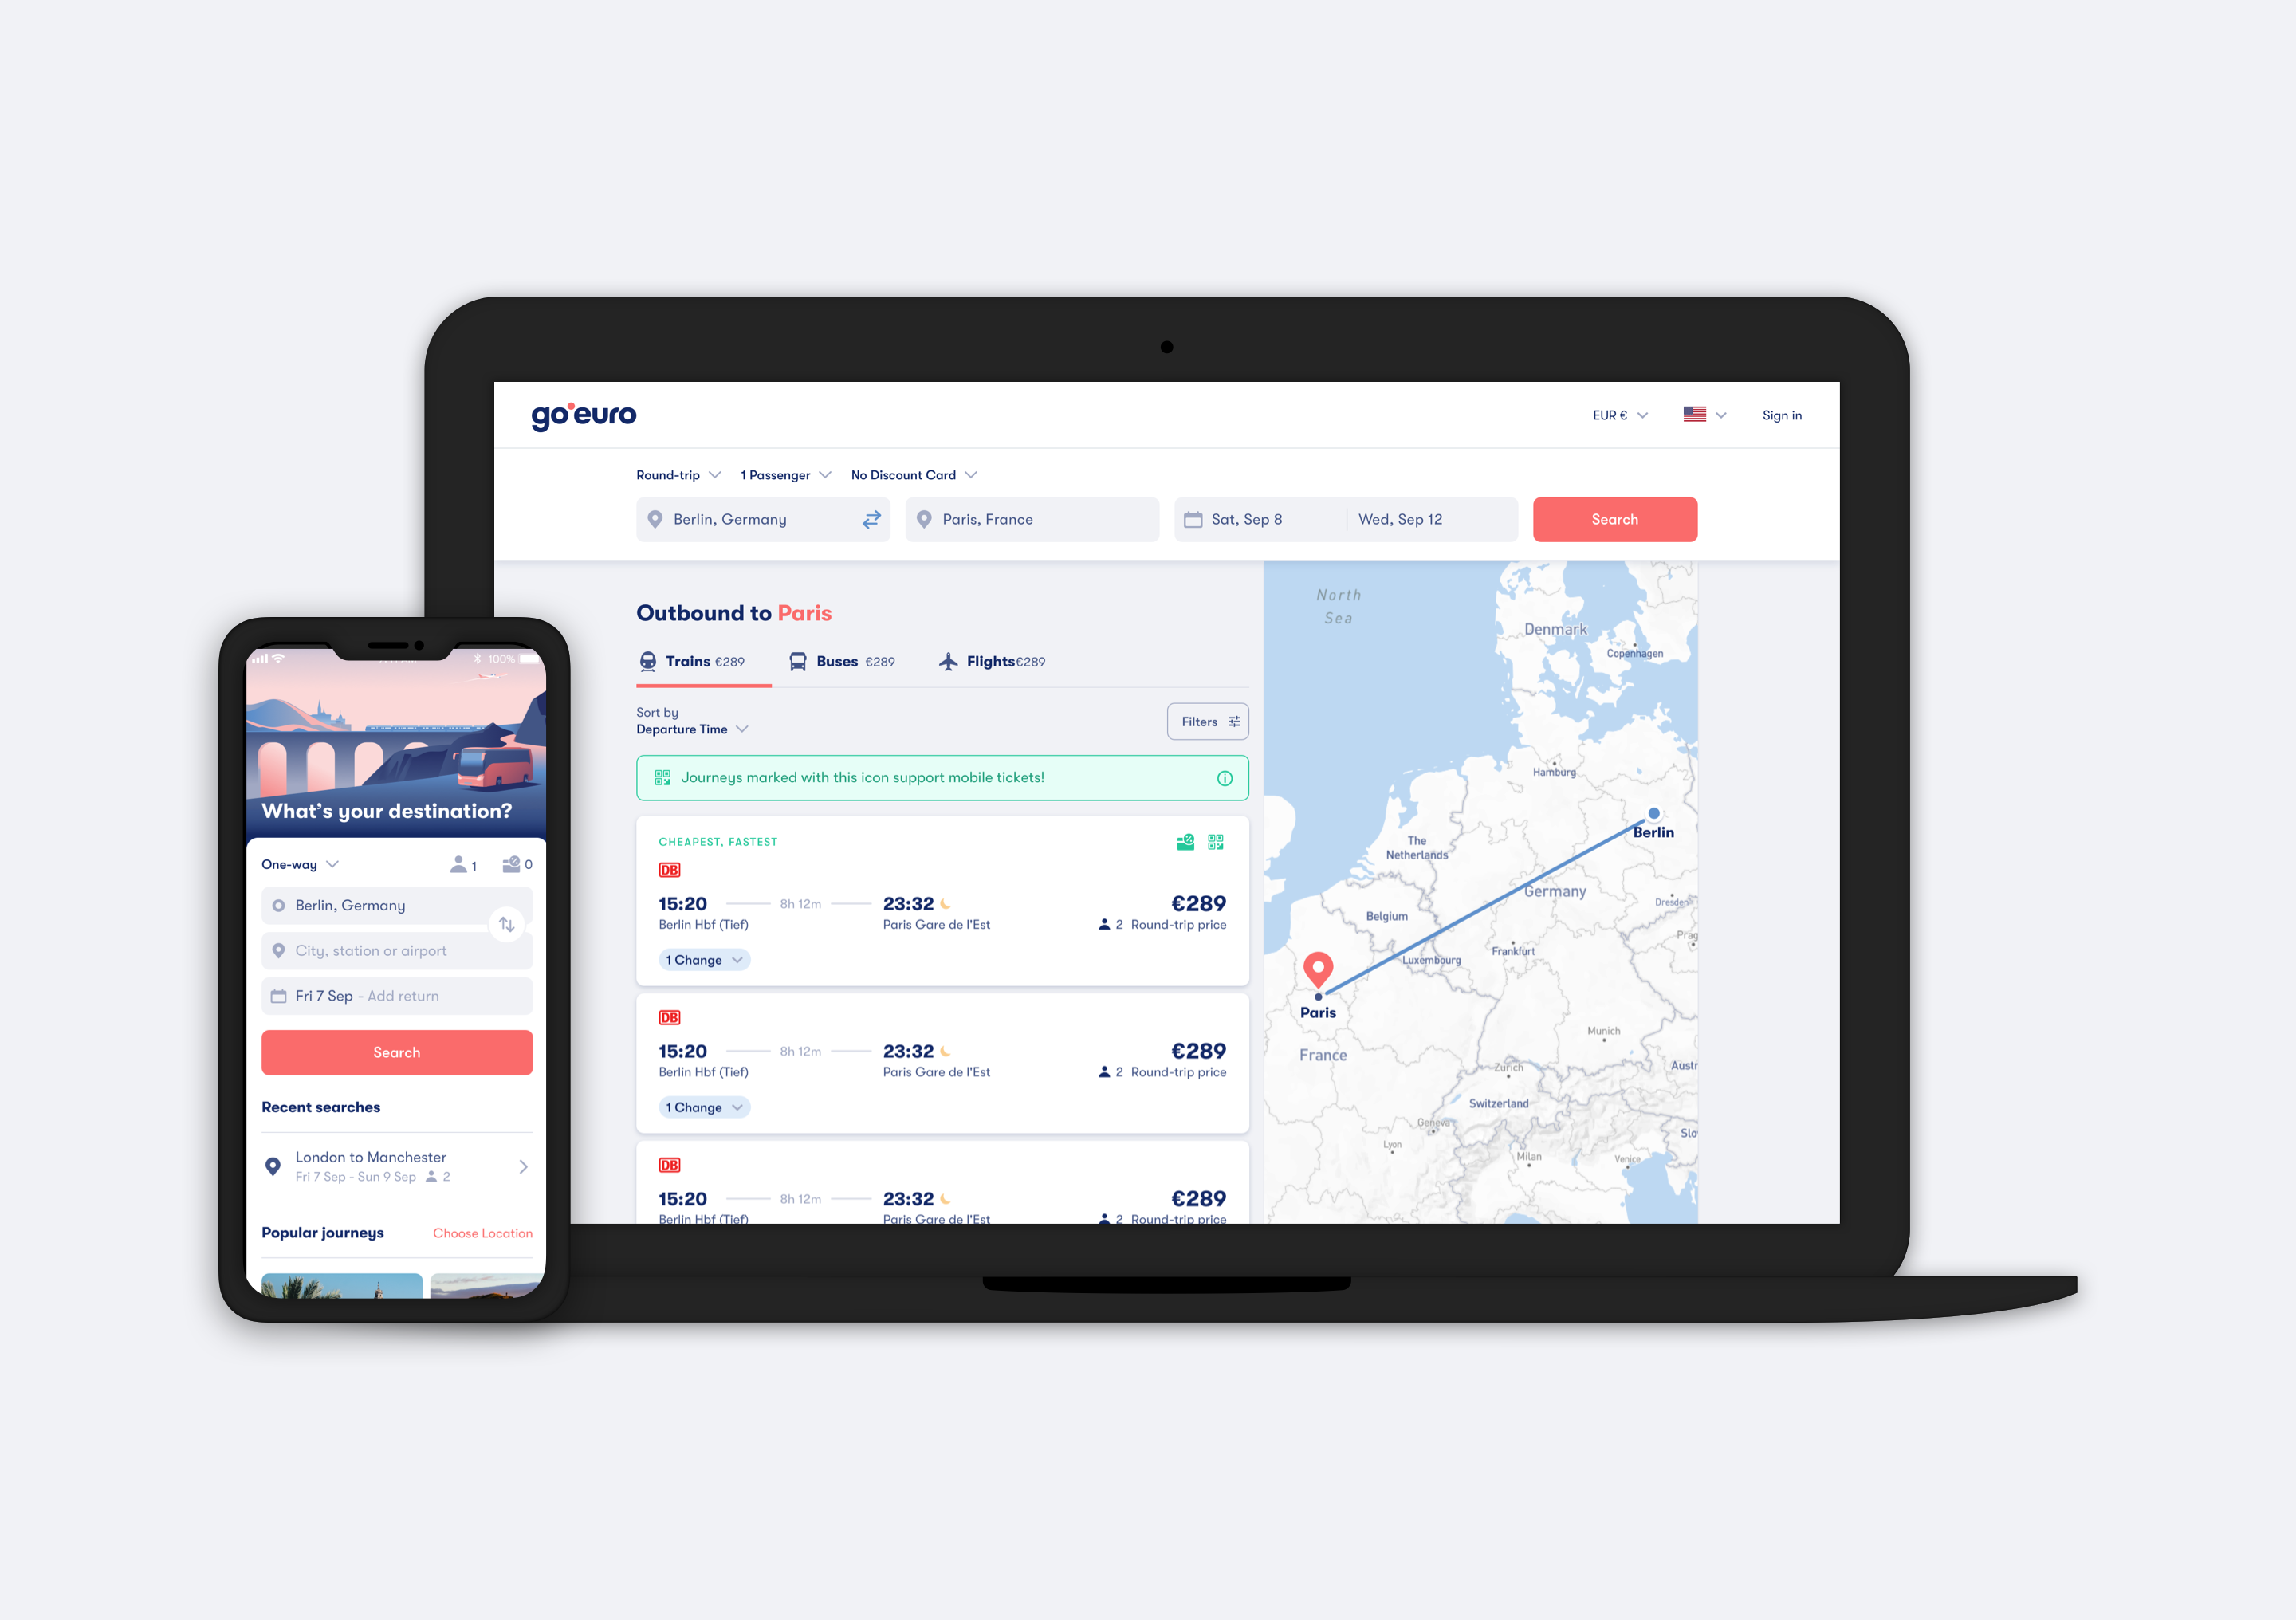 go euro
EUR €
Sign in
Round-trip
1 Passenger
No Discount Card
Berlin, Germany
Paris, France
Sat, Sep 8
Wed, Sep 12
Search
Outbound to Paris
Trains €289
Buses €289
Flights €289
Sort by
Departure Time
Filters
Journeys marked with this icon support mobile tickets!
CHEAPEST, FASTEST
DB
15:20 8h 12m 23:32 €289
Berlin Hbf (Tief) Paris Gare de l'Est 2 Round-trip price
1 Change
DB
15:20 8h 12m 23:32 €289
Berlin Hbf (Tief) Paris Gare de l'Est 2 Round-trip price
1 Change
DB
15:20 8h 12m 23:32 €289
Berlin Hbf (Tief) Paris Gare de l'Est 2 Round-trip price
North
Sea
Denmark
Copenhagen
Hamburg
Berlin
The
Netherlands
Germany
Dresden
Belgium
Prag
Frankfurt
Luxembourg
Paris
Munich
France
Zurich
Austr
Switzerland
Geneva
Slo
Lyon
Milan
Venice
100%
What's your destination?
One-way
1
0
Berlin, Germany
City, station or airport
Fri 7 Sep - Add return
Search
Recent searches
London to Manchester
Fri 7 Sep - Sun 9 Sep 2
Popular journeys
Choose Location